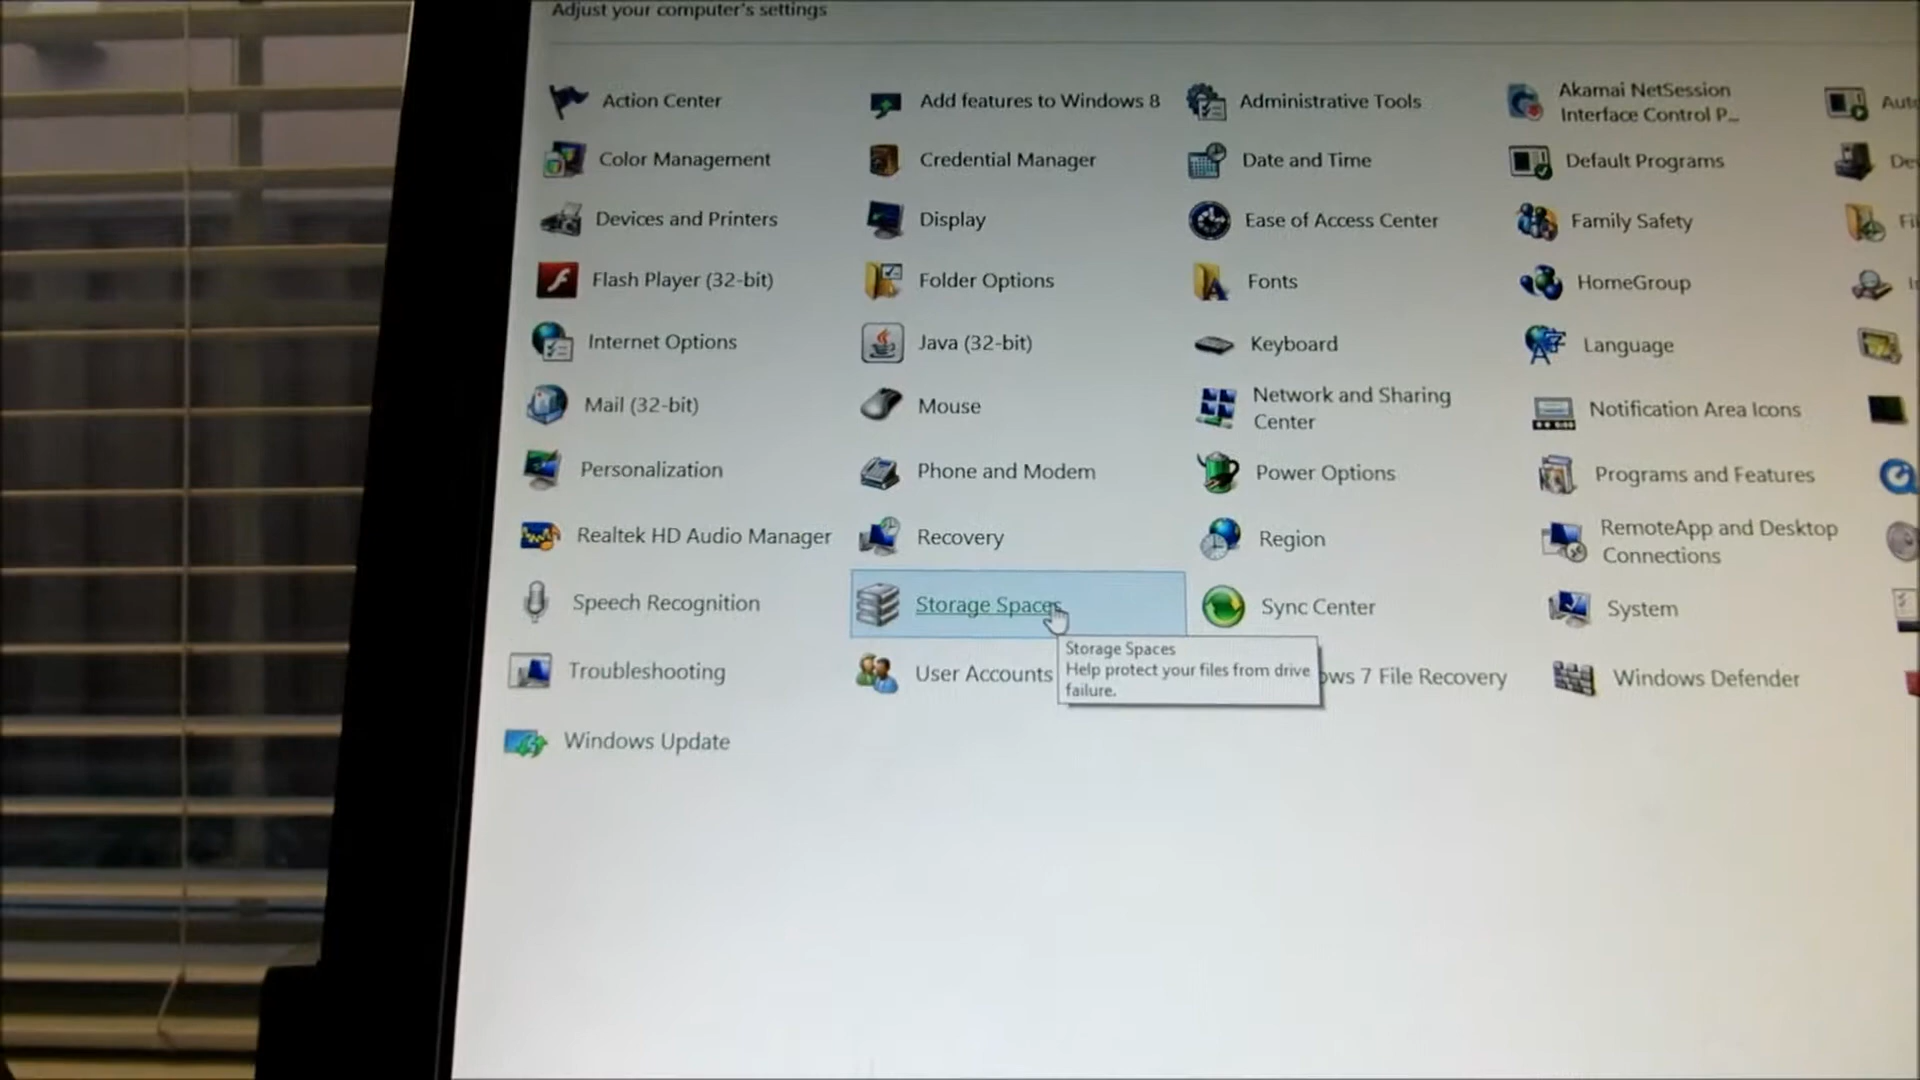 Adjust your computer's settings
Action Center
Add features to Windows 8
Administrative Tools
Akamai NetSession
Interface Control P...
Color Management
Credential Manager
Date and Time
Default Programs
Devices and Printers
Display
Ease of Access Center
Family Safety
Flash Player (32-bit)
Folder Options
Fonts
HomeGroup
Internet Options
Java (32-bit)
Keyboard
Language
Mail (32-bit)
Mouse
Network and Sharing
Center
Notification Area Icons
Personalization
Phone and Modem
Power Options
Programs and Features
Realtek HD Audio Manager
Recovery
Region
RemoteApp and Desktop
Connections
Speech Recognition
Storage Spaces
Sync Center
System
Storage Spaces
Help protect your files from drive
failure.
Troubleshooting
User Accounts
ows 7 File Recovery
Windows Defender
Windows Update